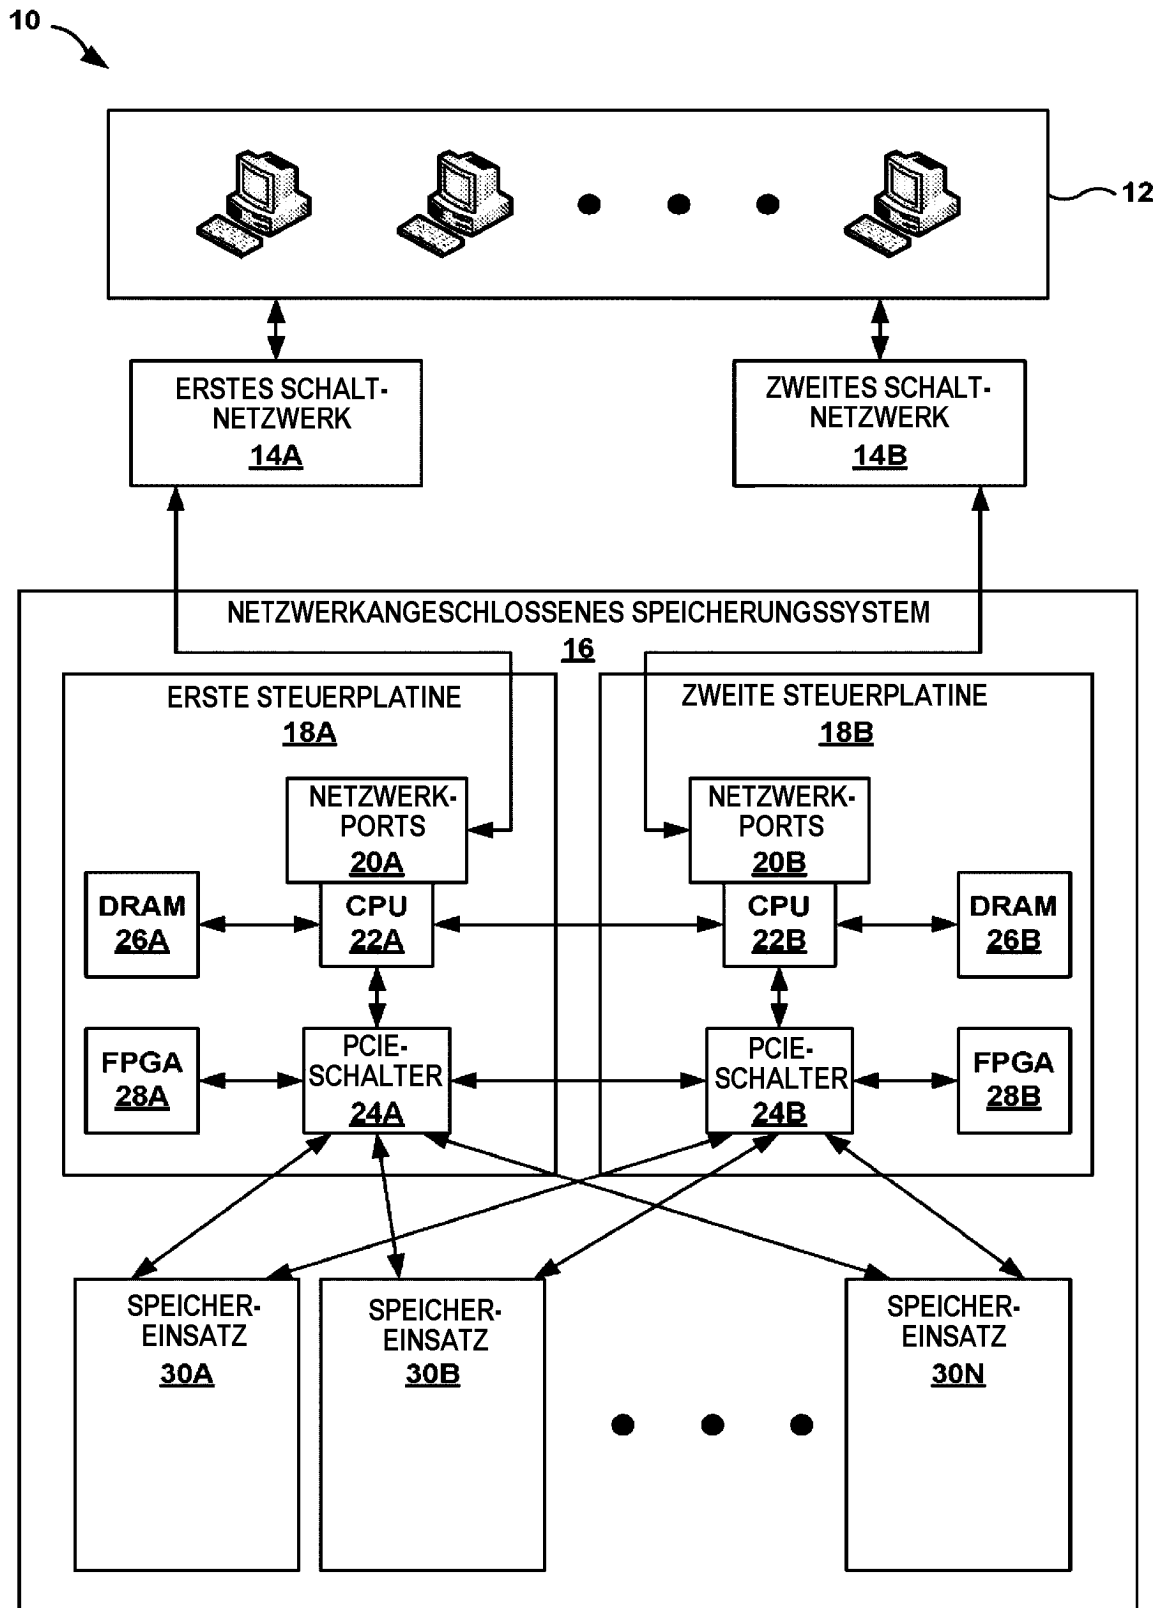 10
12
ERSTES SCHALT-
NETZWERK
14A
ZWEITES SCHALT-
NETZWERK
14B
NETZWERKANGESCHLOSSENES SPEICHERUNGSSYSTEM
16
ERSTE STEUERPLATINE
18A
ZWEITE STEUERPLATINE
18B
NETZWERK-
PORTS
20A
NETZWERK-
PORTS
20B
DRAM
26A
CPU
22A
CPU
22B
DRAM
26B
FPGA
28A
PCIE-
SCHALTER
24A
PCIE-
SCHALTER
24B
FPGA
28B
SPEICHER-
EINSATZ
30A
SPEICHER-
EINSATZ
30B
SPEICHER-
EINSATZ
30N